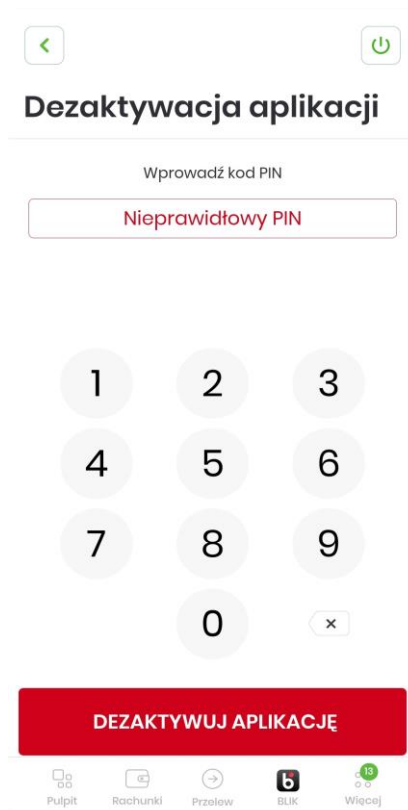 Dezaktywacja aplikacji
Wprowadź kod PIN
Nieprawidłowy PIN
1 2 3
4 5 6
7 8 9
0
DEZAKTYWUJ APLIKACJĘ
13
Pulpit Rachunki Przelew BLIK Więcej